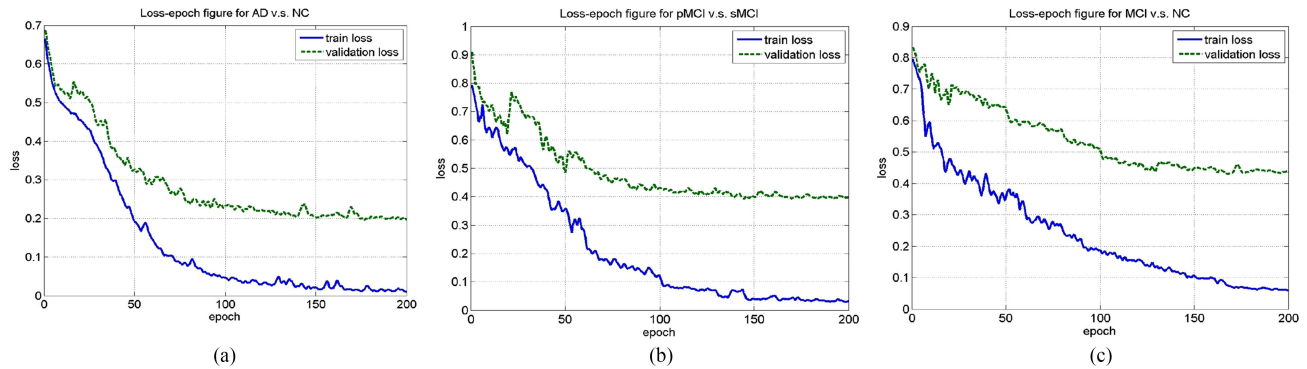 Loss-epoch figure for AD v.s. NC
0.7
0.6
0.5
0.4
0.3
0.2
0.1
0
loss
train loss
validation loss
0
50
100
150
200
epoch
(a)
Loss-epoch figure for pMCI v.s. sMCI
1
0.9
0.8
0.7
0.6
0.5
0.4
0.3
0.2
0.1
0
loss
train loss
validation loss
0
50
100
150
200
epoch
(b)
Loss-epoch figure for MCI v.s. NC
0.9
0.8
0.7
0.6
0.5
0.4
0.3
0.2
0.1
0
loss
train loss
validation loss
0
50
100
150
200
epoch
(c)